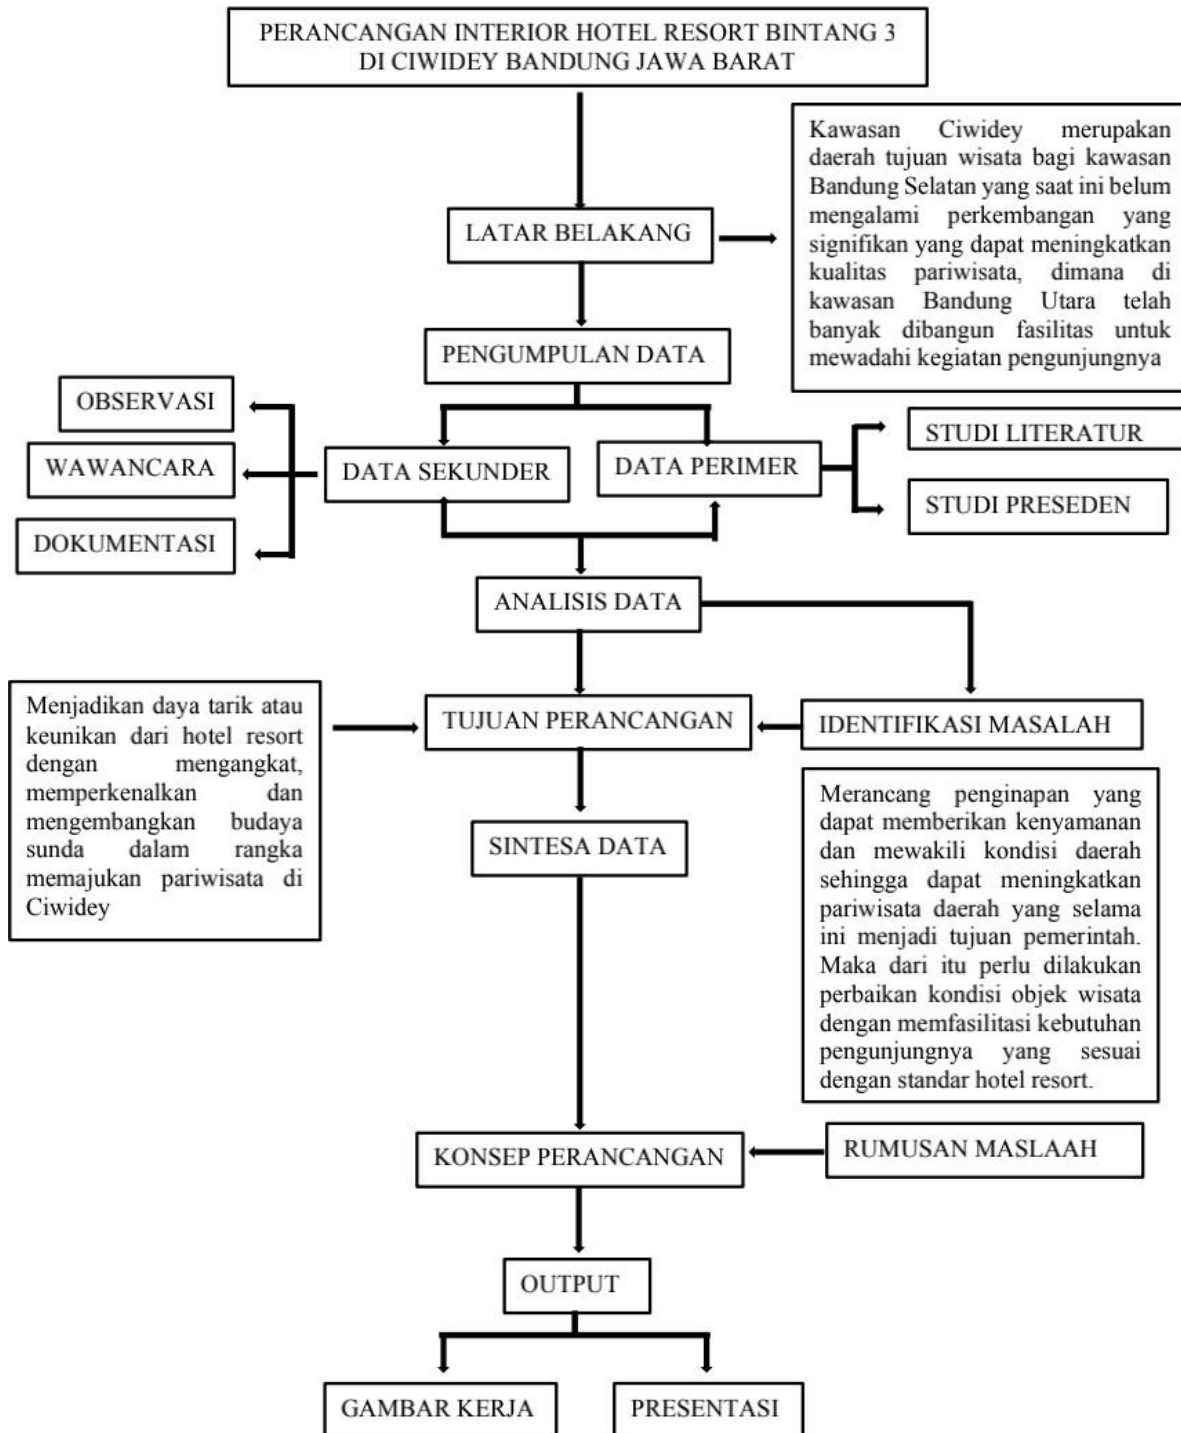 PERANCANGAN INTERIOR HOTEL RESORT BINTANG 3
DI CIWIDEY BANDUNG JAWA BARAT
Kawasan Ciwidey merupakan
daerah tujuan wisata bagi kawasan
Bandung Selatan yang saat ini belum
mengalami perkembangan yang
signifikan yang dapat meningkatkan
kualitas pariwisata, dimana di
kawasan Bandung Utara telah
banyak dibangun fasilitas untuk
mewadahi kegiatan pengunjungnya
LATAR BELAKANG
PENGUMPULAN DATA
OBSERVASI
WAWANCARA
DOKUMENTASI
DATA SEKUNDER
DATA PERIMER
STUDI LITERATUR
STUDI PRESEDEN
ANALISIS DATA
Menjadikan daya tarik atau
keunikan dari hotel resort
dengan mengangkat,
memperkenalkan dan
mengembangkan budaya
sunda dalam rangka
memajukan pariwisata di
Ciwidey
TUJUAN PERANCANGAN
IDENTIFIKASI MASALAH
SINTESA DATA
Merancang penginapan yang
dapat memberikan kenyamanan
dan mewakili kondisi daerah
sehingga dapat meningkatkan
pariwisata daerah yang selama
ini menjadi tujuan pemerintah.
Maka dari itu perlu dilakukan
perbaikan kondisi objek wisata
dengan memfasilitasi kebutuhan
pengunjungnya yang sesuai
dengan standar hotel resort.
KONSEP PERANCANGAN
RUMUSAN MASLAAH
OUTPUT
GAMBAR KERJA
PRESENTASI